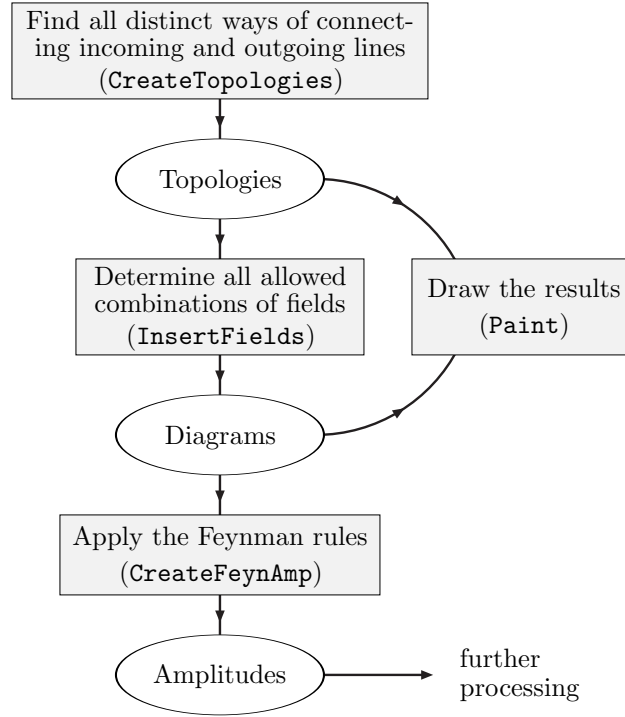 Find all distinct ways of connect-
ing incoming and outgoing lines
(CreateTopologies)
Topologies
Determine all allowed
combinations of fields
(InsertFields)
Draw the results
(Paint)
Diagrams
Apply the Feynman rules
(CreateFeynAmp)
Amplitudes
further
processing